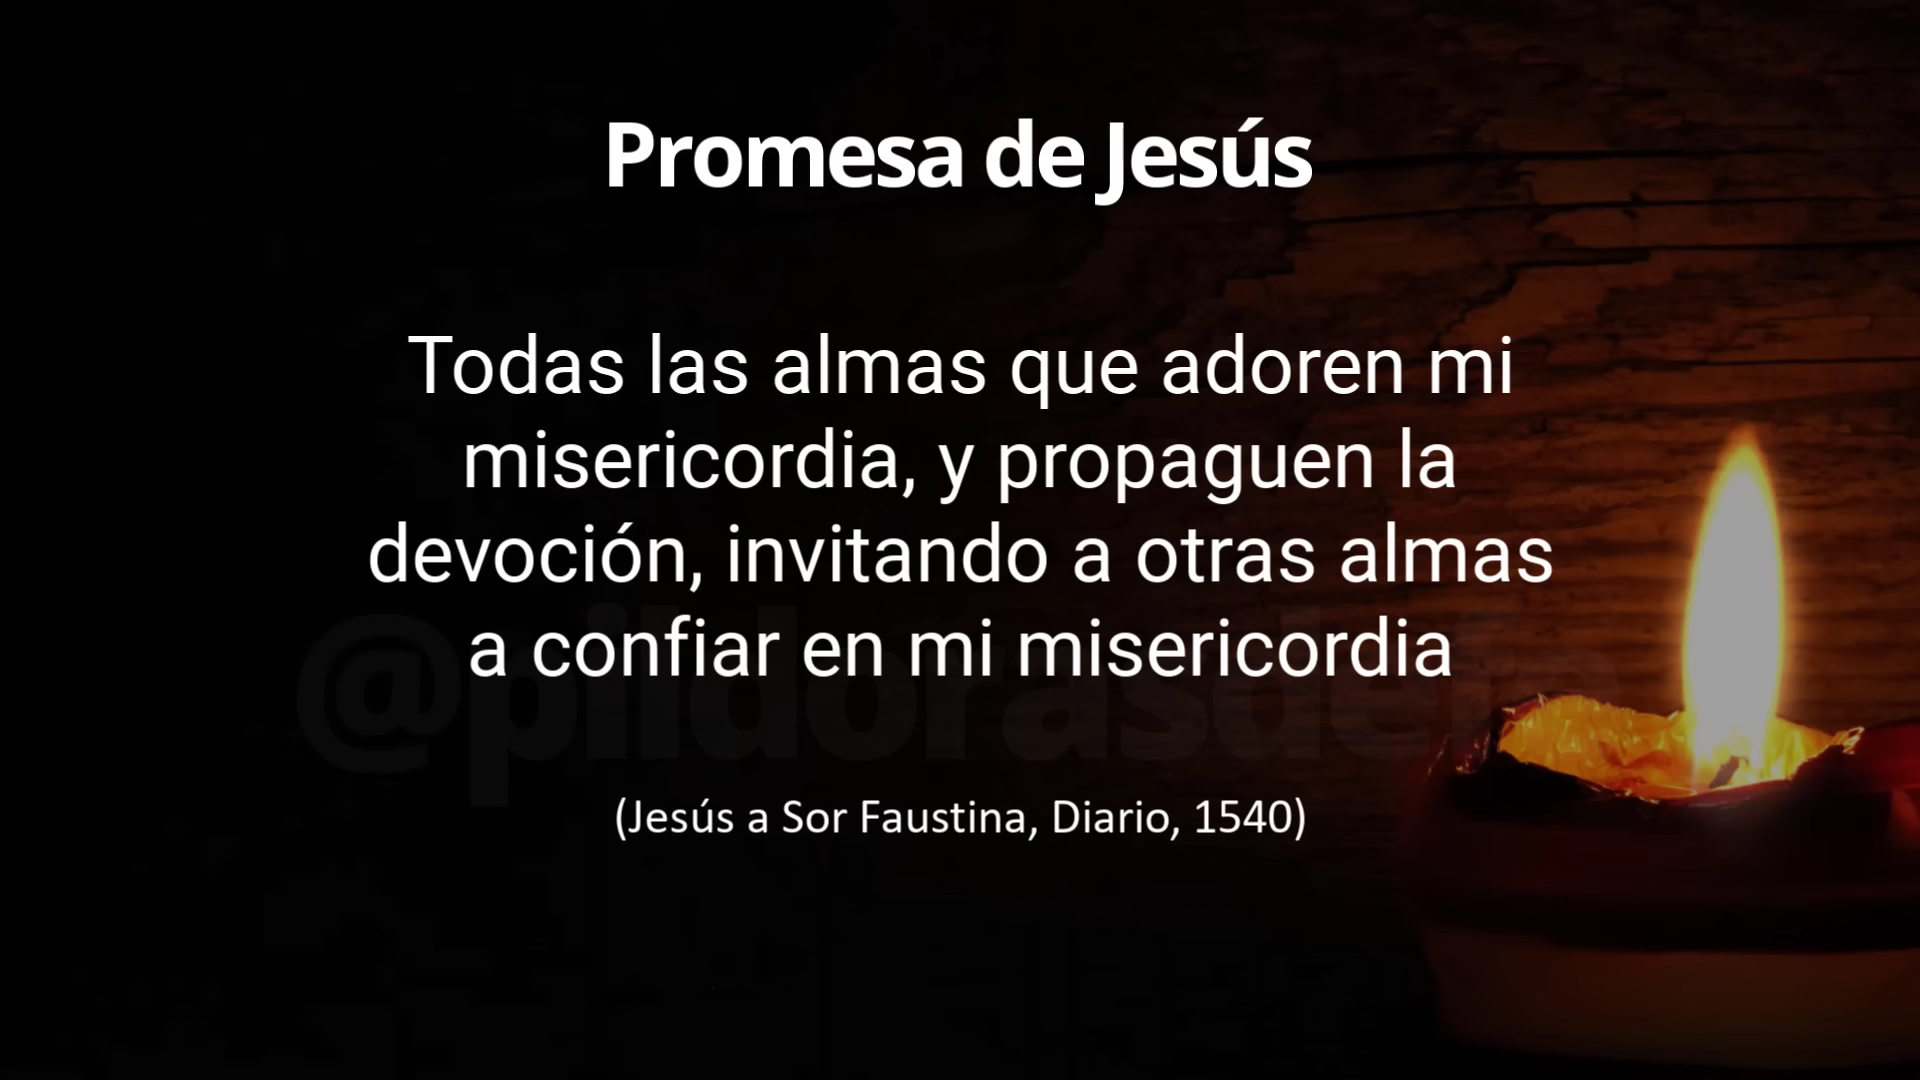 Promesa de Jesús
Todas las almas que adoren mi
misericordia, y propaguen la
devoción, invitando a otras almas
a confiar en mi misericordia
@pildorasdefe
(Jesús a Sor Faustina, Diario, 1540)